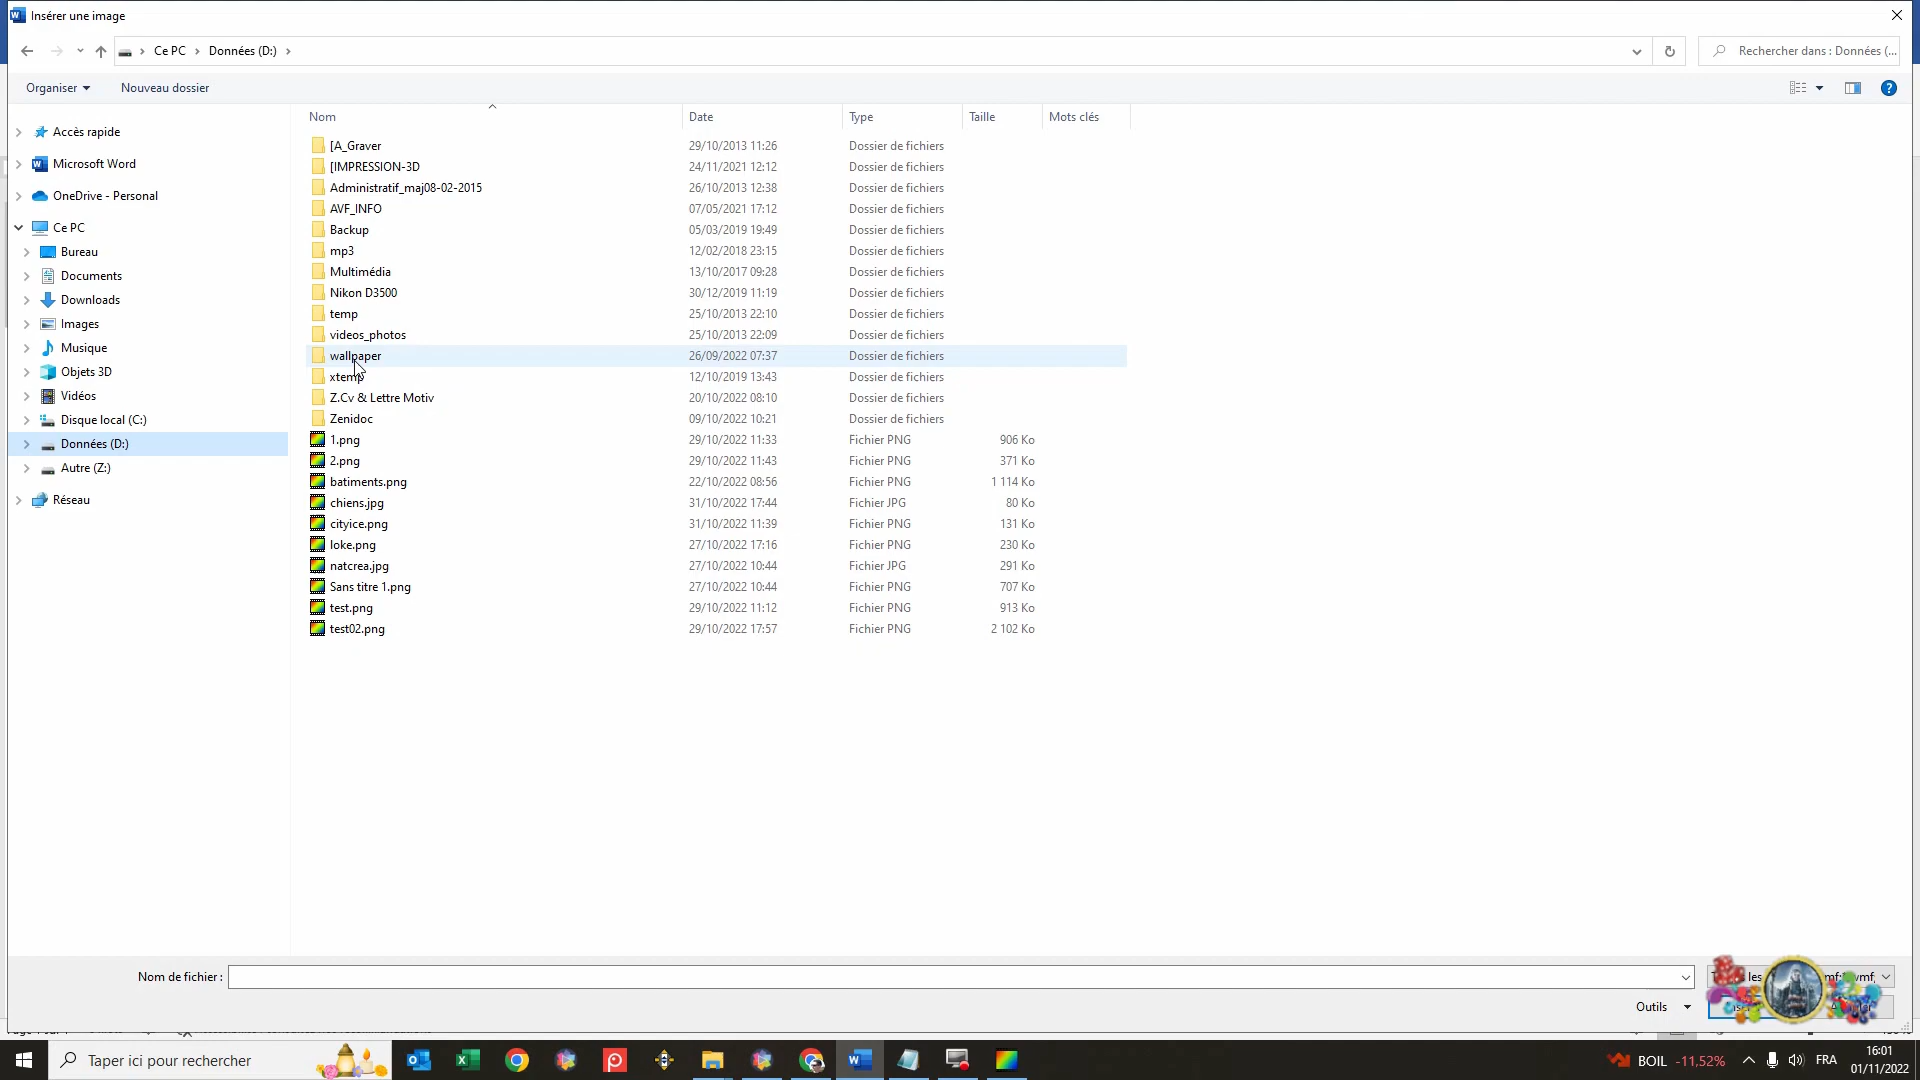 Insérer une image
Ce PC
Données (D:)
Rechercher dans : Données (...
Organiser
Nouveau dossier
Nom Date Type Taille Mots clés
Accès rapide
Microsoft Word
OneDrive - Personal
Ce PC
Bureau
Documents
Downloads
Images
Musique
Objets 3D
Vidéos
Disque local (C:)
Données (D:)
Autre (Z:)
Réseau
[A_Graver 29/10/2013 11:26 Dossier de fichiers
[IMPRESSION-3D 24/11/2021 12:12 Dossier de fichiers
Administratif_maj08-02-2015 26/10/2013 12:38 Dossier de fichiers
AVF_INFO 07/05/2021 17:12 Dossier de fichiers
Backup 05/03/2019 19:49 Dossier de fichiers
mp3 12/02/2018 23:15 Dossier de fichiers
Multimédia 13/10/2017 09:28 Dossier de fichiers
Nikon D3500 30/12/2019 11:19 Dossier de fichiers
temp 25/10/2013 22:10 Dossier de fichiers
videos_photos 25/10/2013 22:09 Dossier de fichiers
wallpaper 26/09/2022 07:37 Dossier de fichiers
xtemp 12/10/2019 13:43 Dossier de fichiers
Z.Cv & Lettre Motiv 20/10/2022 08:10 Dossier de fichiers
Zenidoc 09/10/2022 10:21 Dossier de fichiers
1.png 29/10/2022 11:33 Fichier PNG 906 Ko
2.png 29/10/2022 11:43 Fichier PNG 371 Ko
batiments.png 22/10/2022 08:56 Fichier PNG 1 114 Ko
chiens.jpg 31/10/2022 17:44 Fichier JPG 80 Ko
cityice.png 31/10/2022 11:39 Fichier PNG 131 Ko
loke.png 27/10/2022 17:16 Fichier PNG 230 Ko
natcrea.jpg 27/10/2022 10:44 Fichier JPG 291 Ko
Sans titre 1.png 27/10/2022 10:44 Fichier PNG 707 Ko
test.png 29/10/2022 11:12 Fichier PNG 913 Ko
test02.png 29/10/2022 17:57 Fichier PNG 2 102 Ko
Nom de fichier :
Outils
Taper ici pour rechercher
BOIL -11,52%
FRA
16:01
01/11/2022